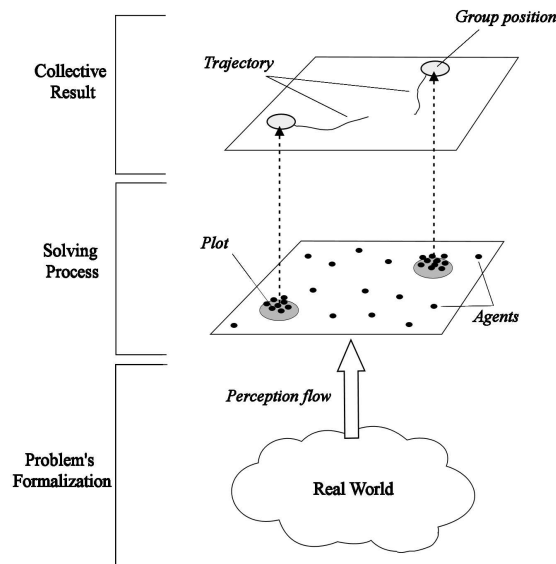 Group position
Collective
Result
Trajectory
Solving
Process
Plot
Agents
Perception flow
Problem's
Formalization
Real World